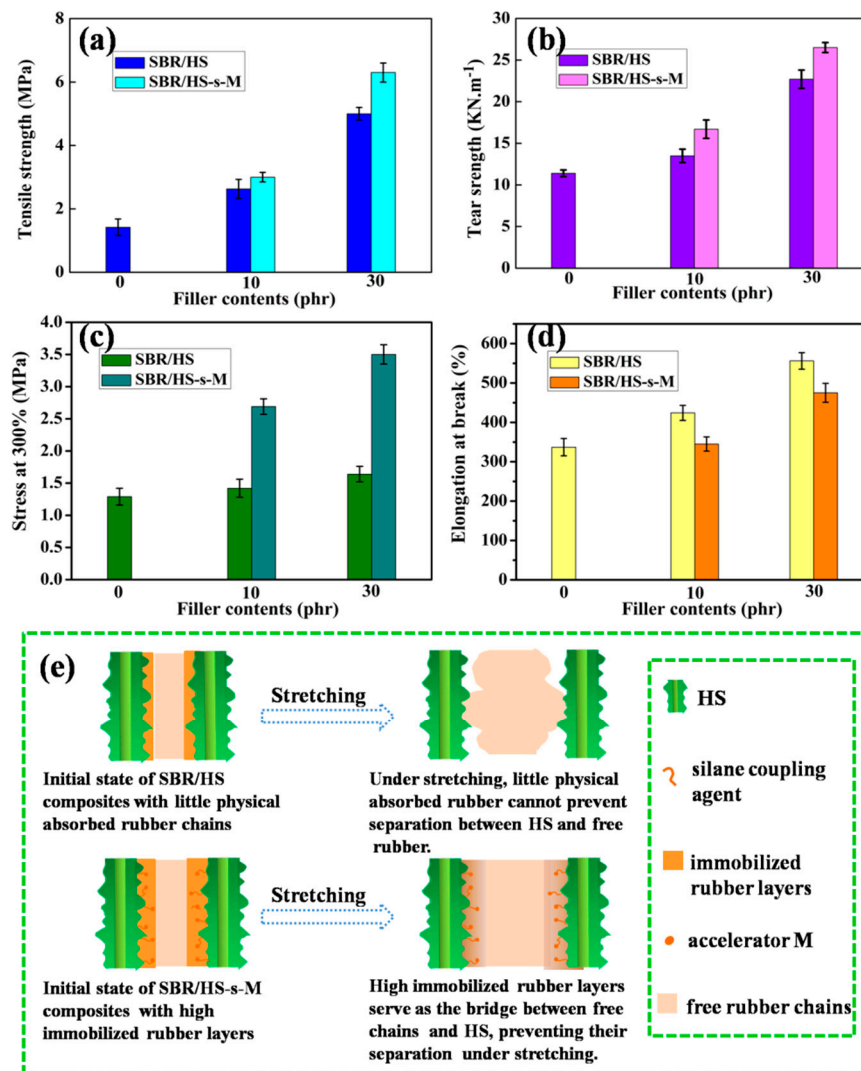 (a)
SBR/HS
SBR/HS-s-M
Tensile strength (MPa)
8
6
4
2
0
0
10
30
Filler contents (phr)
(b)
SBR/HS
SBR/HS-s-M
Tear srength (KN.m-1)
30
25
20
15
10
5
0
0
10
30
Filler contents (phr)
(c)
SBR/HS
SBR/HS-s-M
Stress at 300% (MPa)
4.0
3.5
3.0
2.5
2.0
1.5
1.0
0.5
0.0
0
10
30
Filler contents (phr)
(d)
SBR/HS
SBR/HS-s-M
Elongation at break (%)
600
500
400
300
200
100
0
0
10
30
Filler contents (phr)
(e)
Stretching
Initial state of SBR/HS
composites with little physical
absorbed rubber chains
Under stretching, little physical
absorbed rubber cannot prevent
separation between HS and free
rubber.
Stretching
Initial state of SBR/HS-s-M
composites with high
immobilized rubber layers
High immobilized rubber layers
serve as the bridge between free
chains and HS, preventing their
separation under stretching.
HS
silane coupling
agent
immobilized
rubber layers
accelerator M
free rubber chains